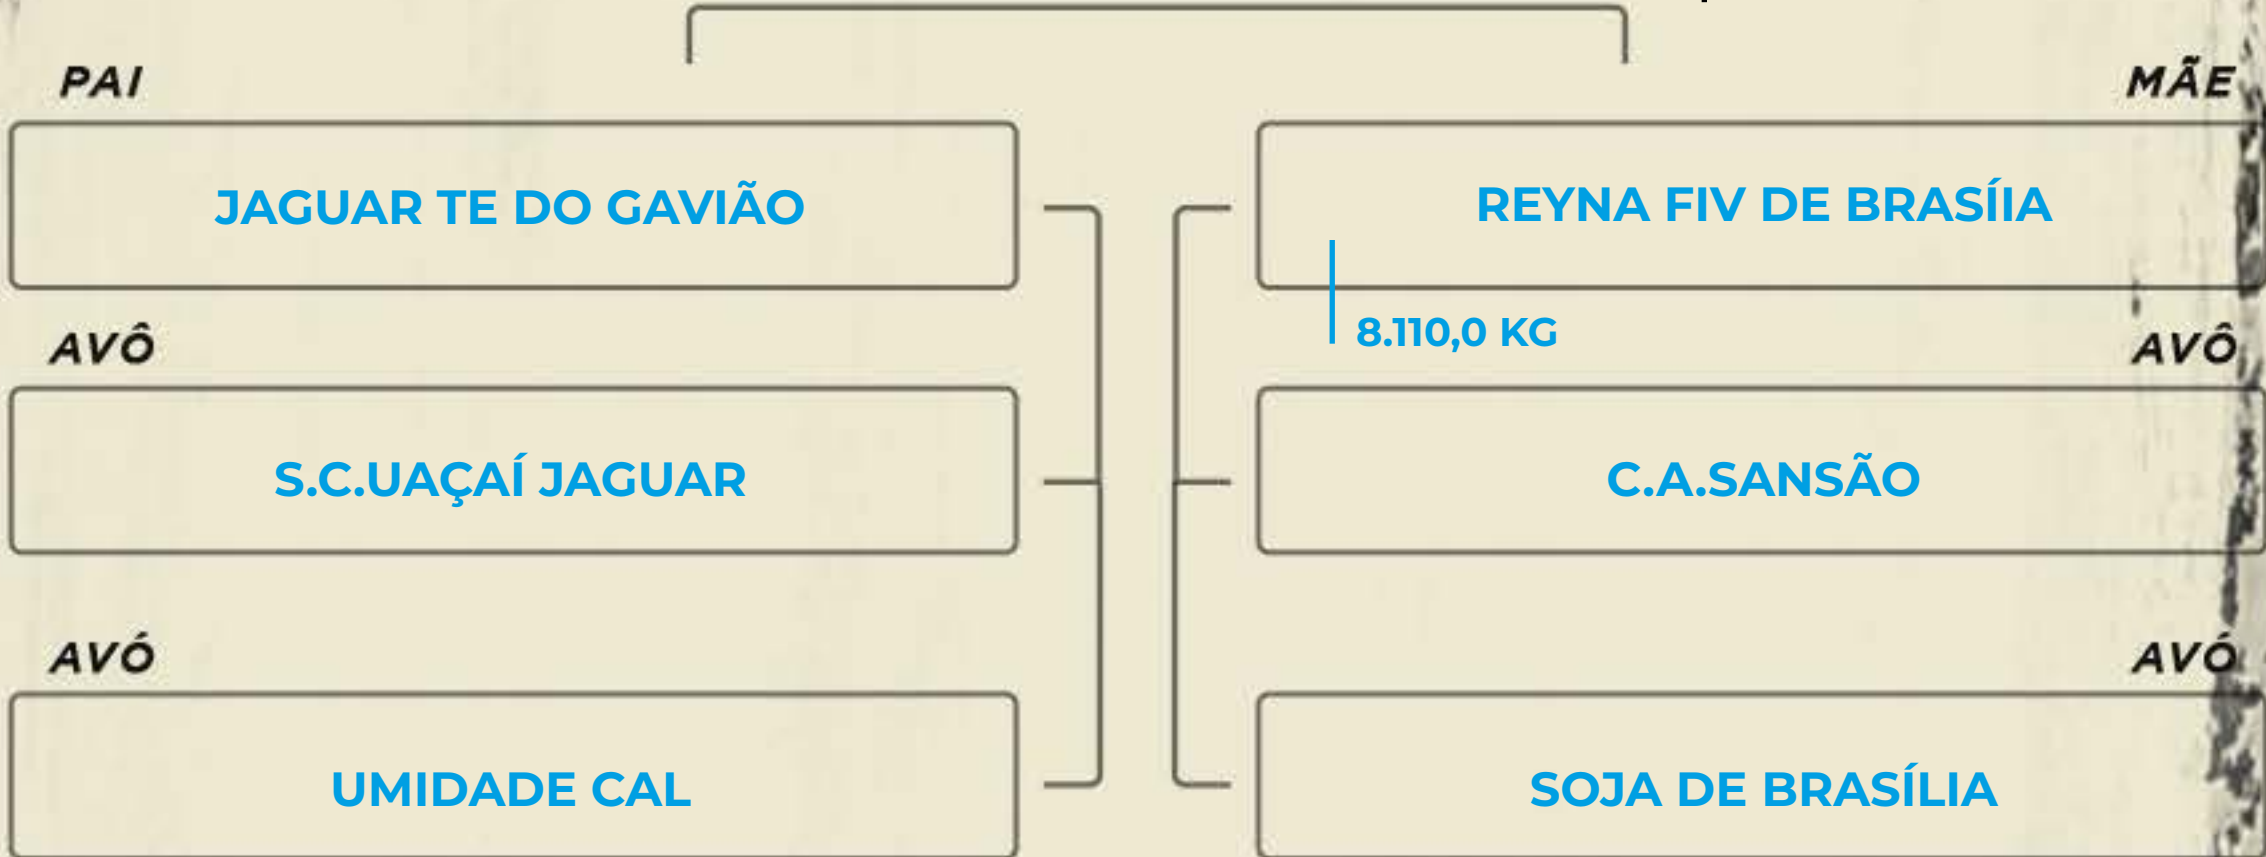 PAI
MÃE
JAGUAR TE DO GAVIÃO
REYNA FIV DE BRASÍIA
8.110,0 KG
AVÔ
AVÔ
S.C.UAÇAÍ JAGUAR
C.A.SANSÃO
AVÓ
AVÓ
UMIDADE CAL
SOJA DE BRASÍLIA